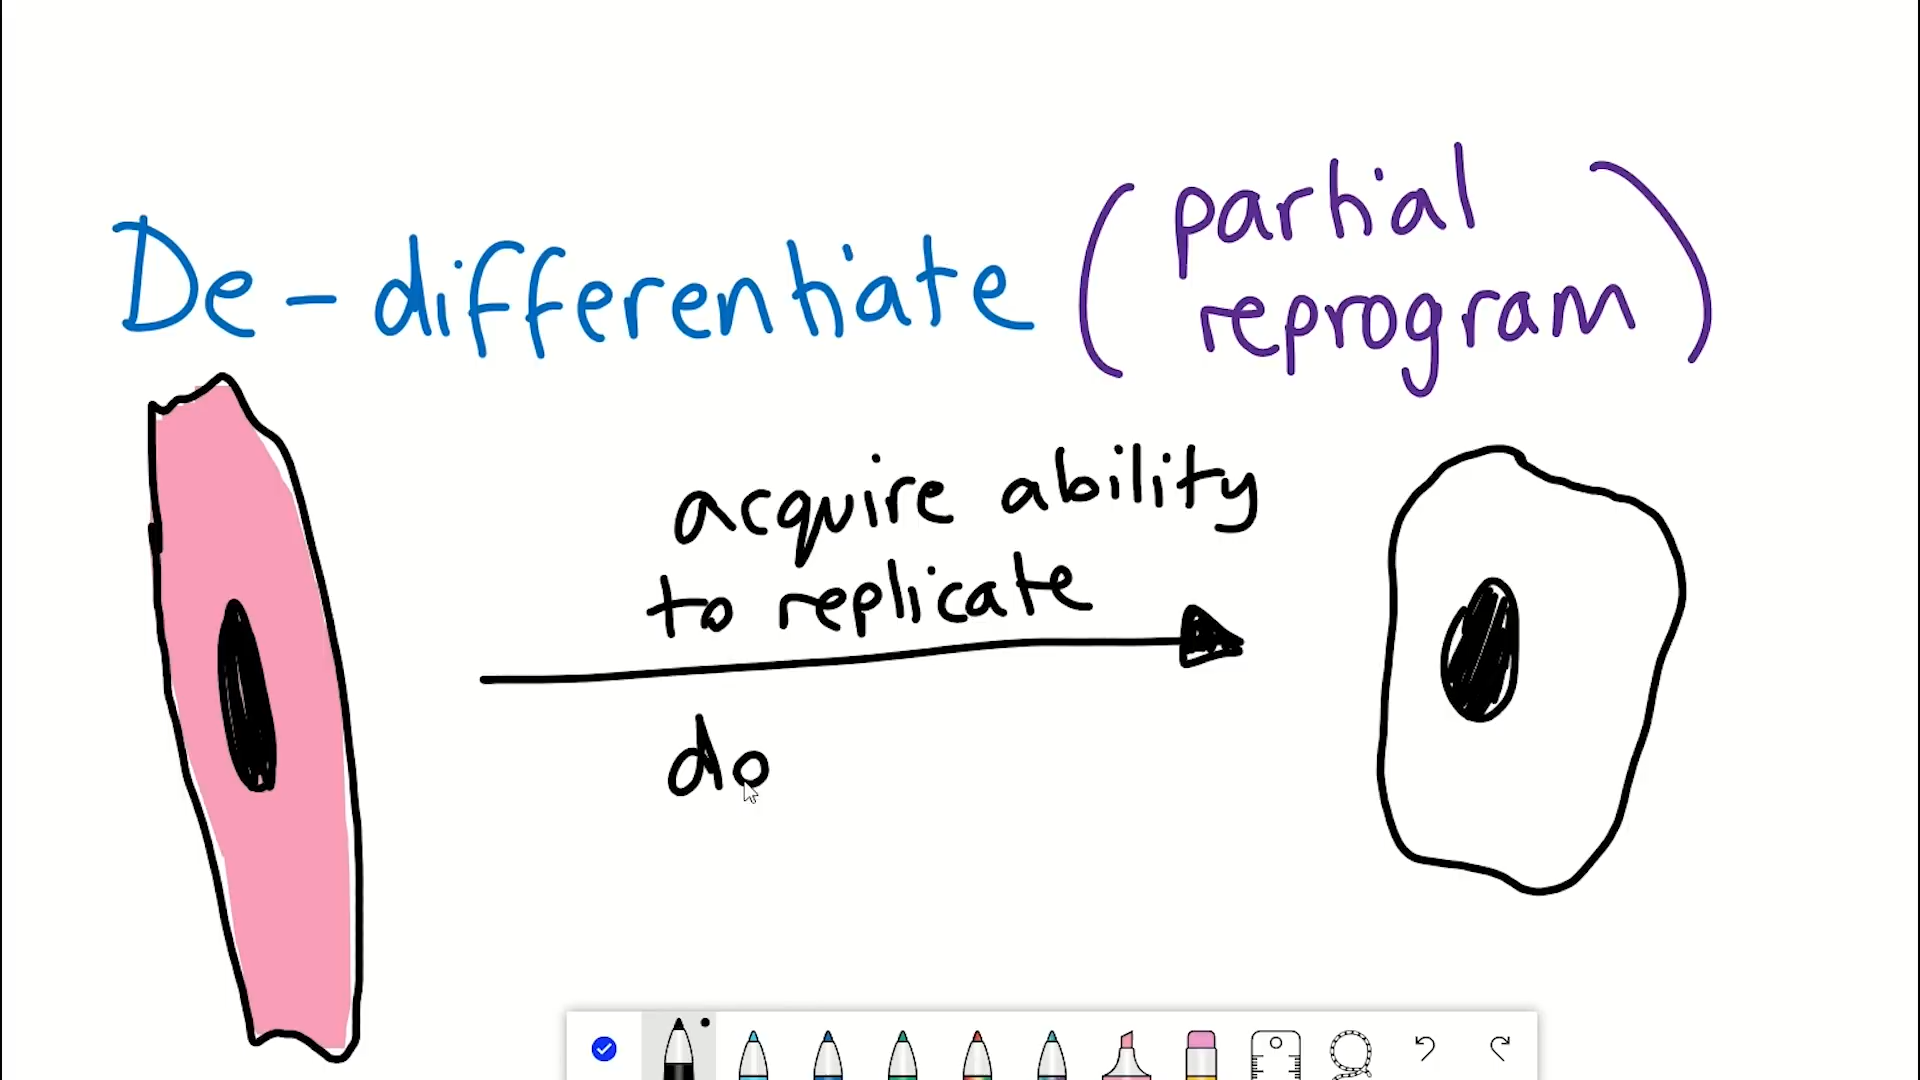 De-differentiate (partial
reprogram)
acquire ability
to replicate
do